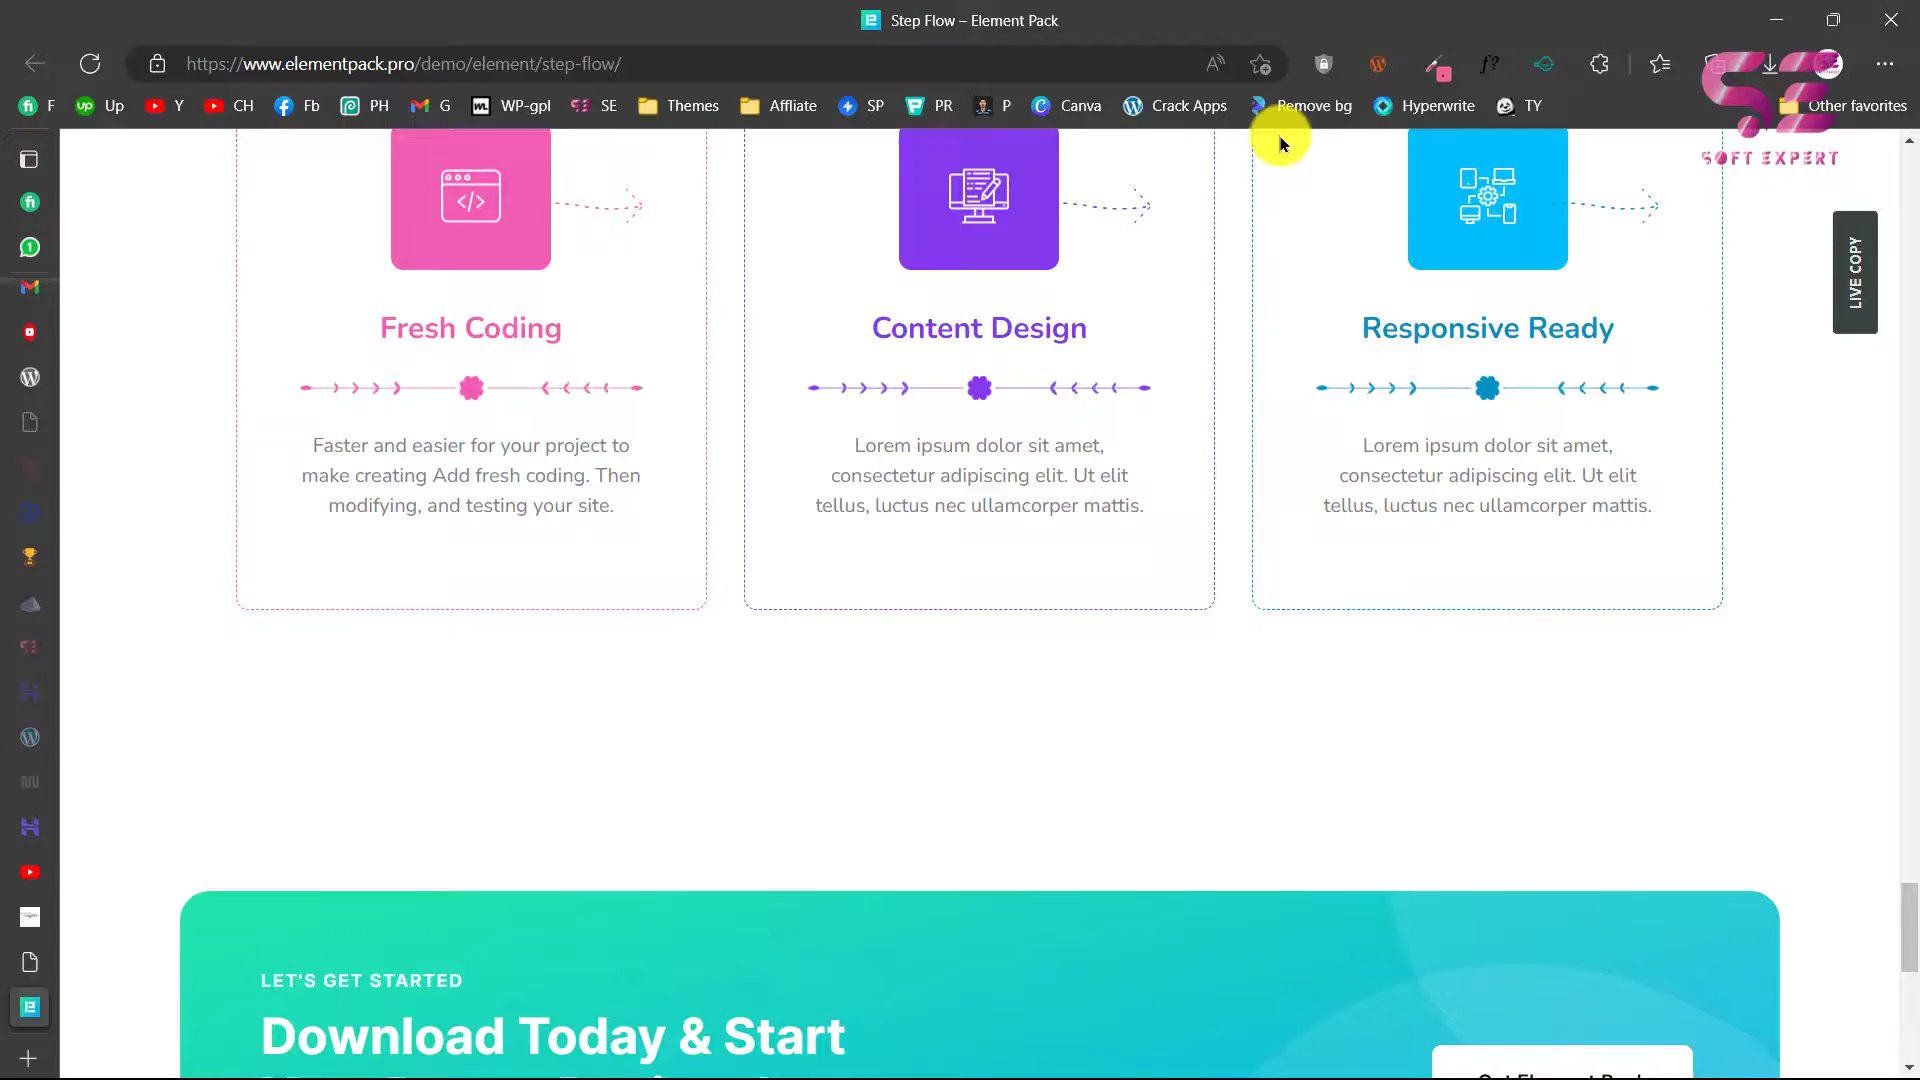 Step Flow – Element Pack
https://www.elementpack.pro/demo/element/step-flow/
F Up Y CH Fb PH G WP-gpl SE Themes Affliate SP PR P Canva Crack Apps Remove bg Hyperwrite TY Other favorites
SOFT EXPERT
LIVE COPY
Fresh Coding
Faster and easier for your project to
make creating Add fresh coding. Then
modifying, and testing your site.
Content Design
Lorem ipsum dolor sit amet,
consectetur adipiscing elit. Ut elit
tellus, luctus nec ullamcorper mattis.
Responsive Ready
Lorem ipsum dolor sit amet,
consectetur adipiscing elit. Ut elit
tellus, luctus nec ullamcorper mattis.
LET'S GET STARTED
Download Today & Start